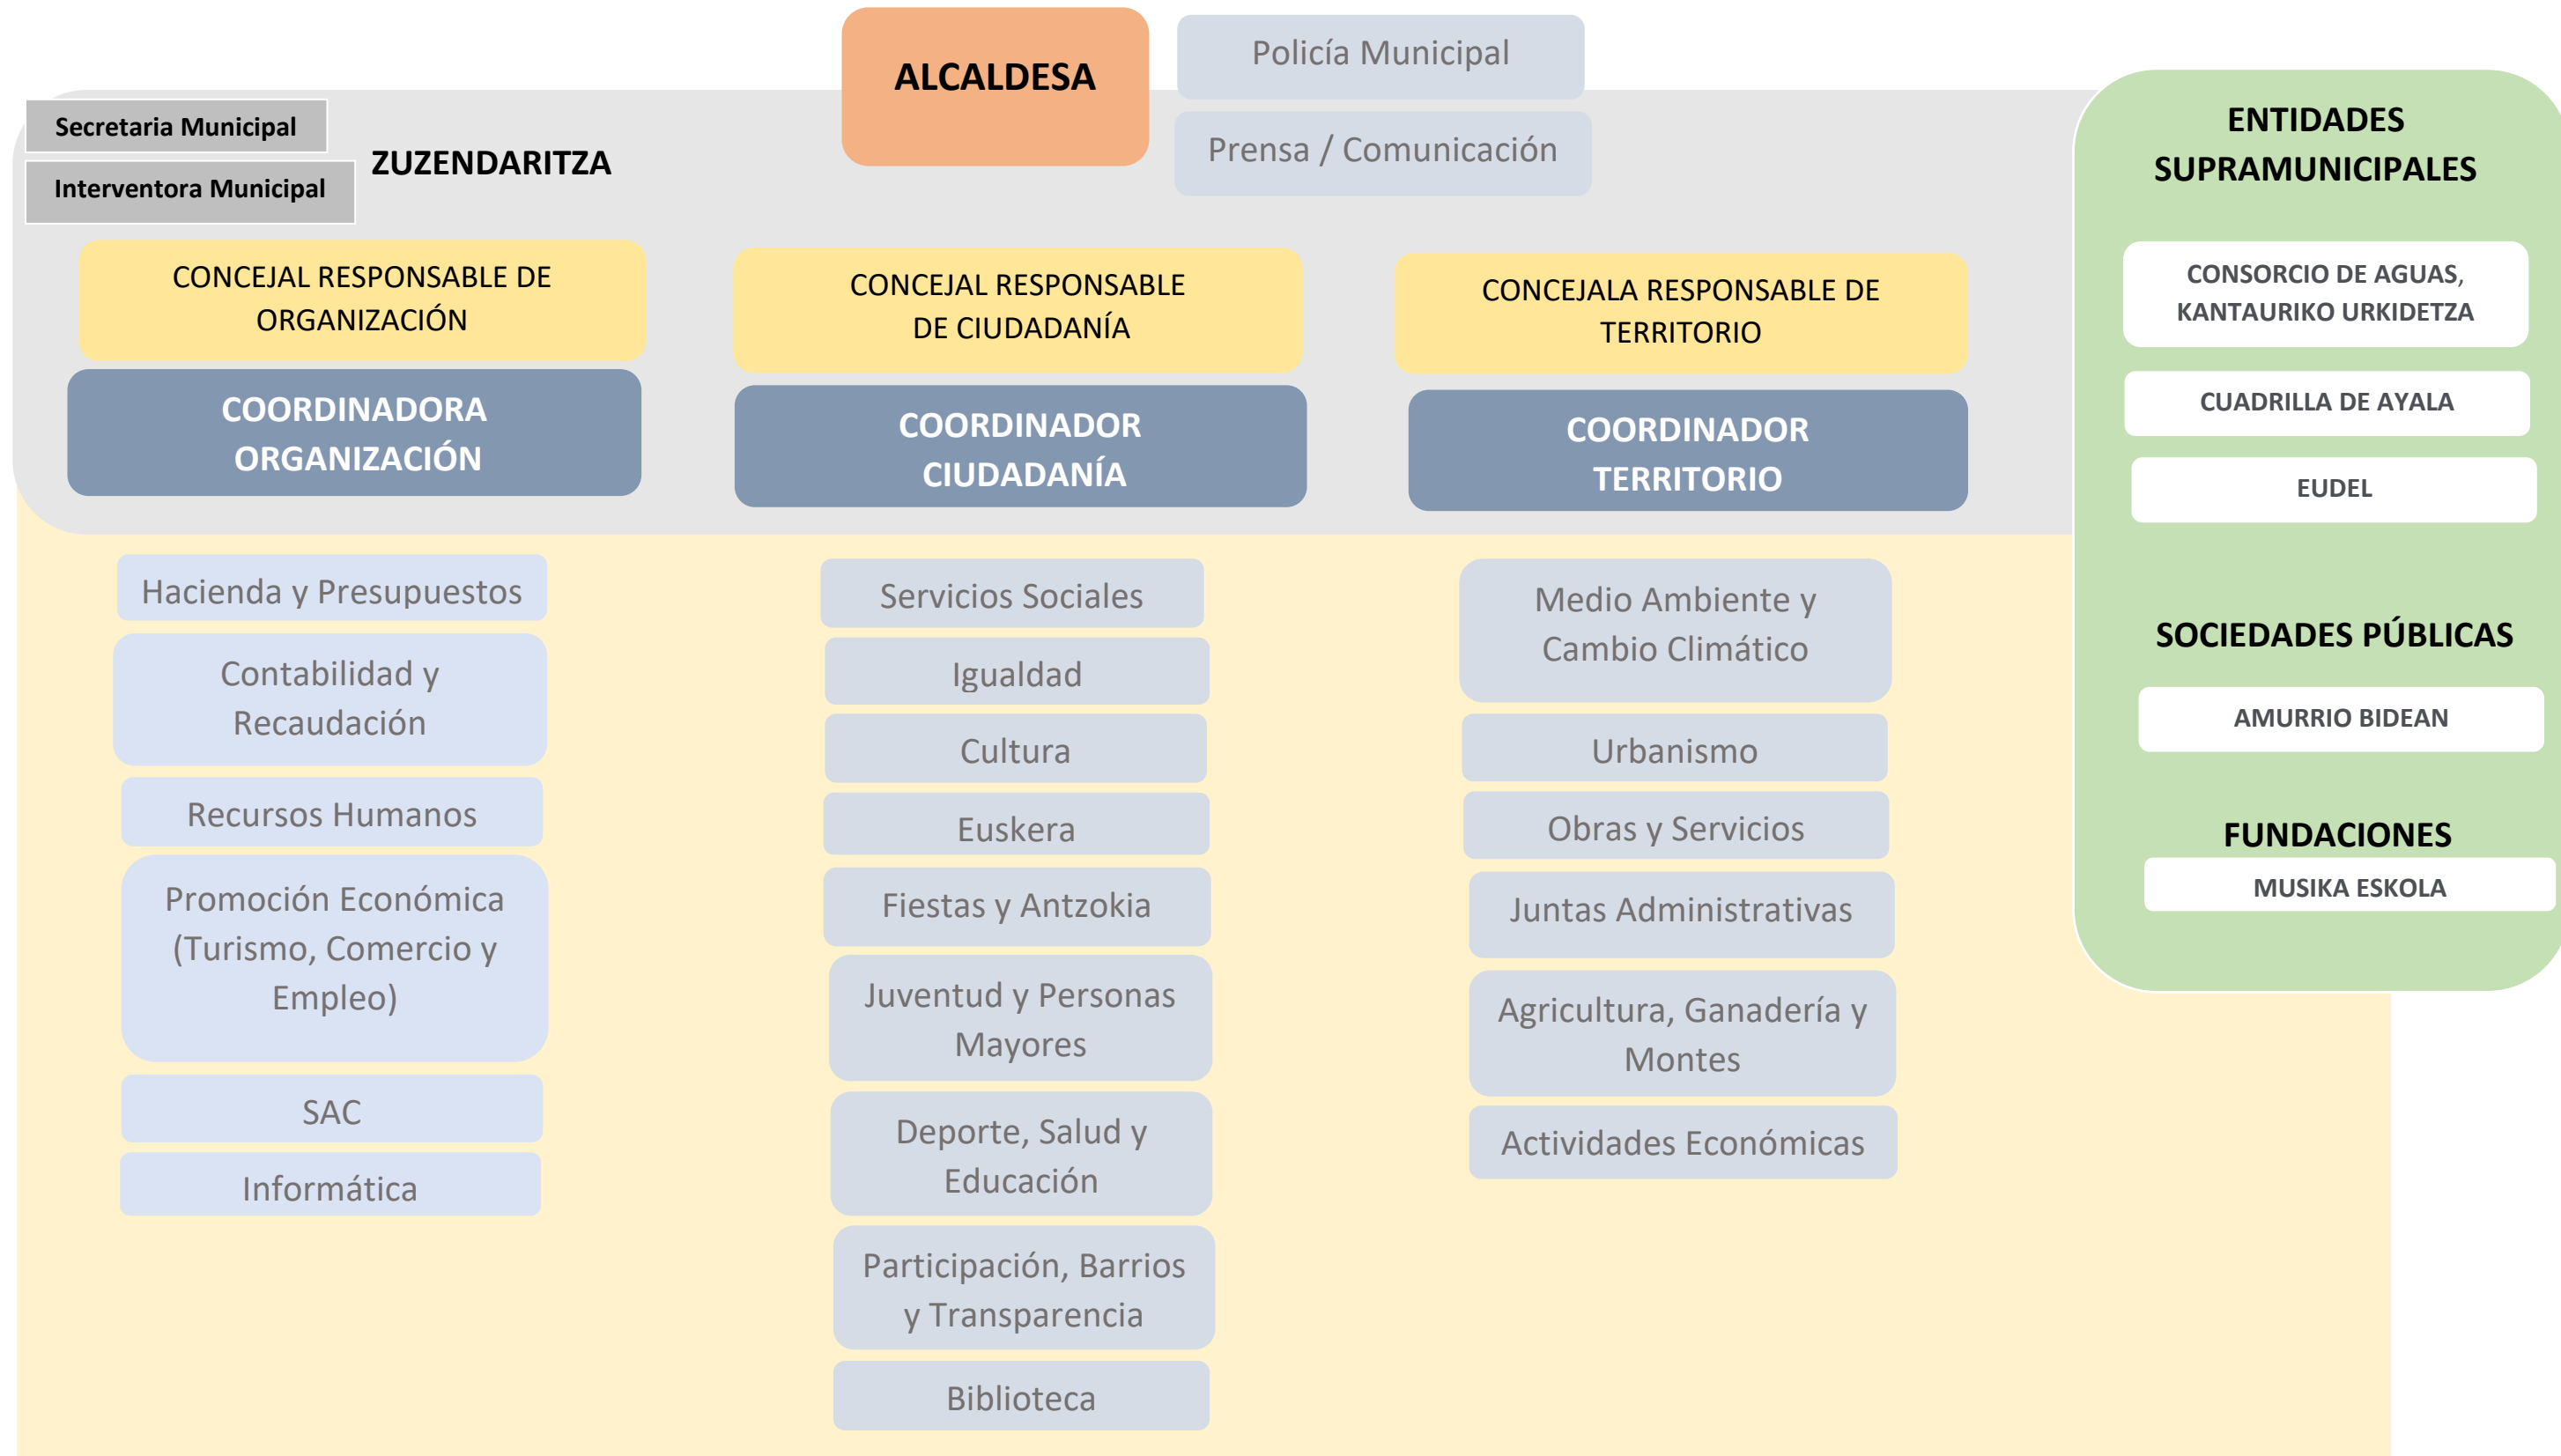 ALCALDESA
Policía Municipal
Prensa / Comunicación
Secretaria Municipal
Interventora Municipal
ZUZENDARITZA
CONCEJAL RESPONSABLE DE
ORGANIZACIÓN
COORDINADORA
ORGANIZACIÓN
Hacienda y Presupuestos
Contabilidad y
Recaudación
Recursos Humanos
Promoción Económica
(Turismo, Comercio y
Empleo)
SAC
Informática
CONCEJAL RESPONSABLE
DE CIUDADANÍA
COORDINADOR
CIUDADANÍA
Servicios Sociales
Igualdad
Cultura
Euskera
Fiestas y Antzokia
Juventud y Personas
Mayores
Deporte, Salud y
Educación
Participación, Barrios
y Transparencia
Biblioteca
CONCEJALA RESPONSABLE DE
TERRITORIO
COORDINADOR
TERRITORIO
Medio Ambiente y
Cambio Climático
Urbanismo
Obras y Servicios
Juntas Administrativas
Agricultura, Ganadería y
Montes
Actividades Económicas
ENTIDADES
SUPRAMUNICIPALES
CONSORCIO DE AGUAS,
KANTAURIKO URKIDETZA
CUADRILLA DE AYALA
EUDEL
SOCIEDADES PÚBLICAS
AMURRIO BIDEAN
FUNDACIONES
MUSIKA ESKOLA